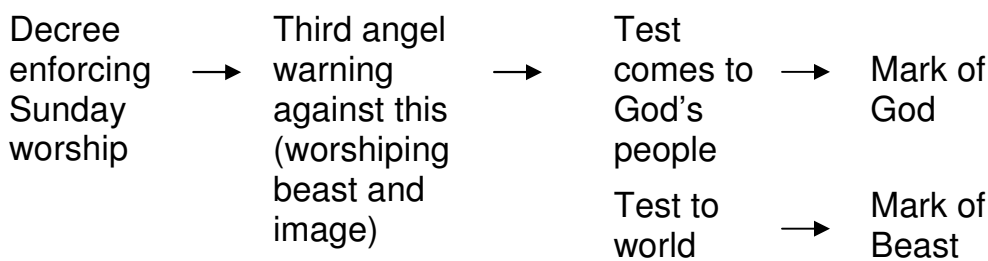 Decree
enforcing
Sunday
worship
Third angel
warning
against this
(worshiping
beast and
image)
Test
comes to
God’s
people
Mark of
God
Test to
world
Mark of
Beast